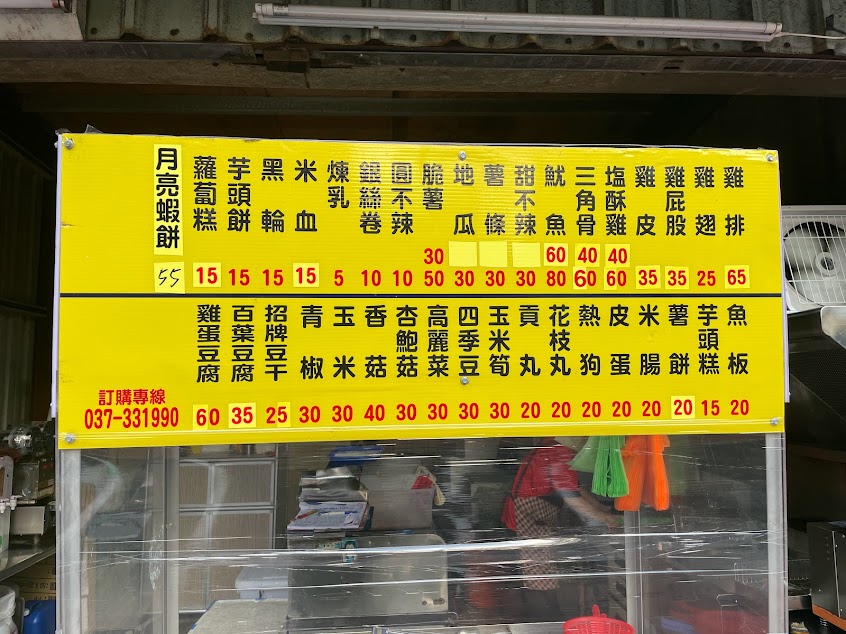 雞排 65
雞翅 25
雞屁股 35
雞皮 35
塩酥雞 40 60
三角骨 40 60
魷魚 60 80
甜不辣 30
薯條 30
地瓜 30
脆薯 30 50
圓不辣 10
銀絲卷 10
煉乳 5
米血 15
黑輪 15
芋頭餅 15
蘿蔔糕 15
月亮蝦餅 55
魚板 20
芋頭糕 15
薯餅 20
米腸 20
皮蛋 20
熱狗 20
花枝丸 20
貢丸 20
玉米筍 30
四季豆 30
高麗菜 30
杏鮑菇 30
香菇 40
玉米 30
青椒 30
招牌豆干 25
百葉豆腐 35
雞蛋豆腐 60
訂購專線
037-331990